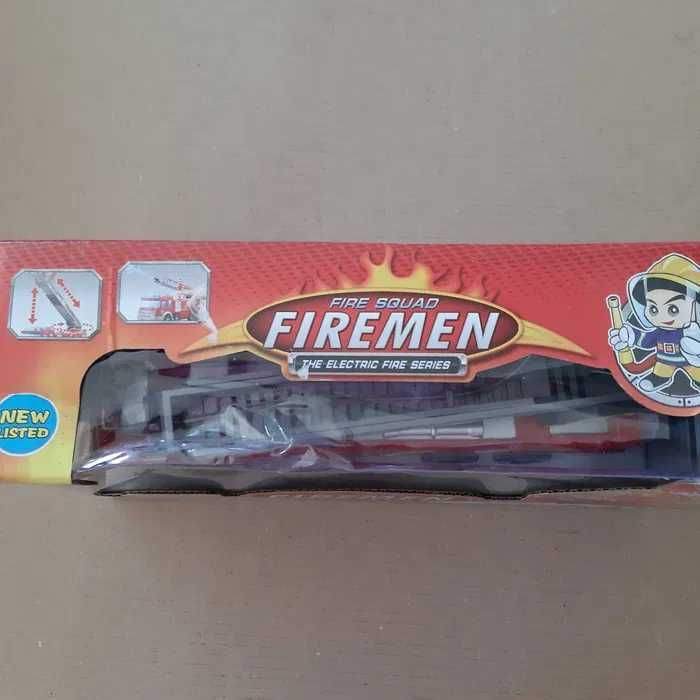 FIRE SQUAD
FIREMEN
THE ELECTRIC FIRE SERIES
NEW
LISTED